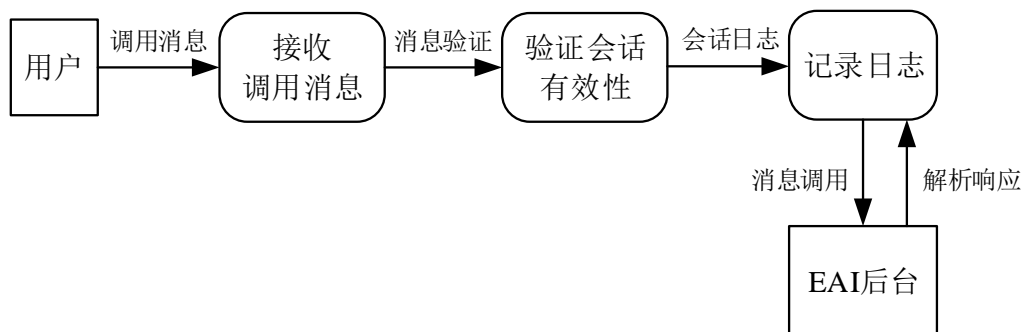 用户
调用消息
接收
调用消息
消息验证
验证会话
有效性
会话日志
记录日志
消息调用
解析响应
EAI后台